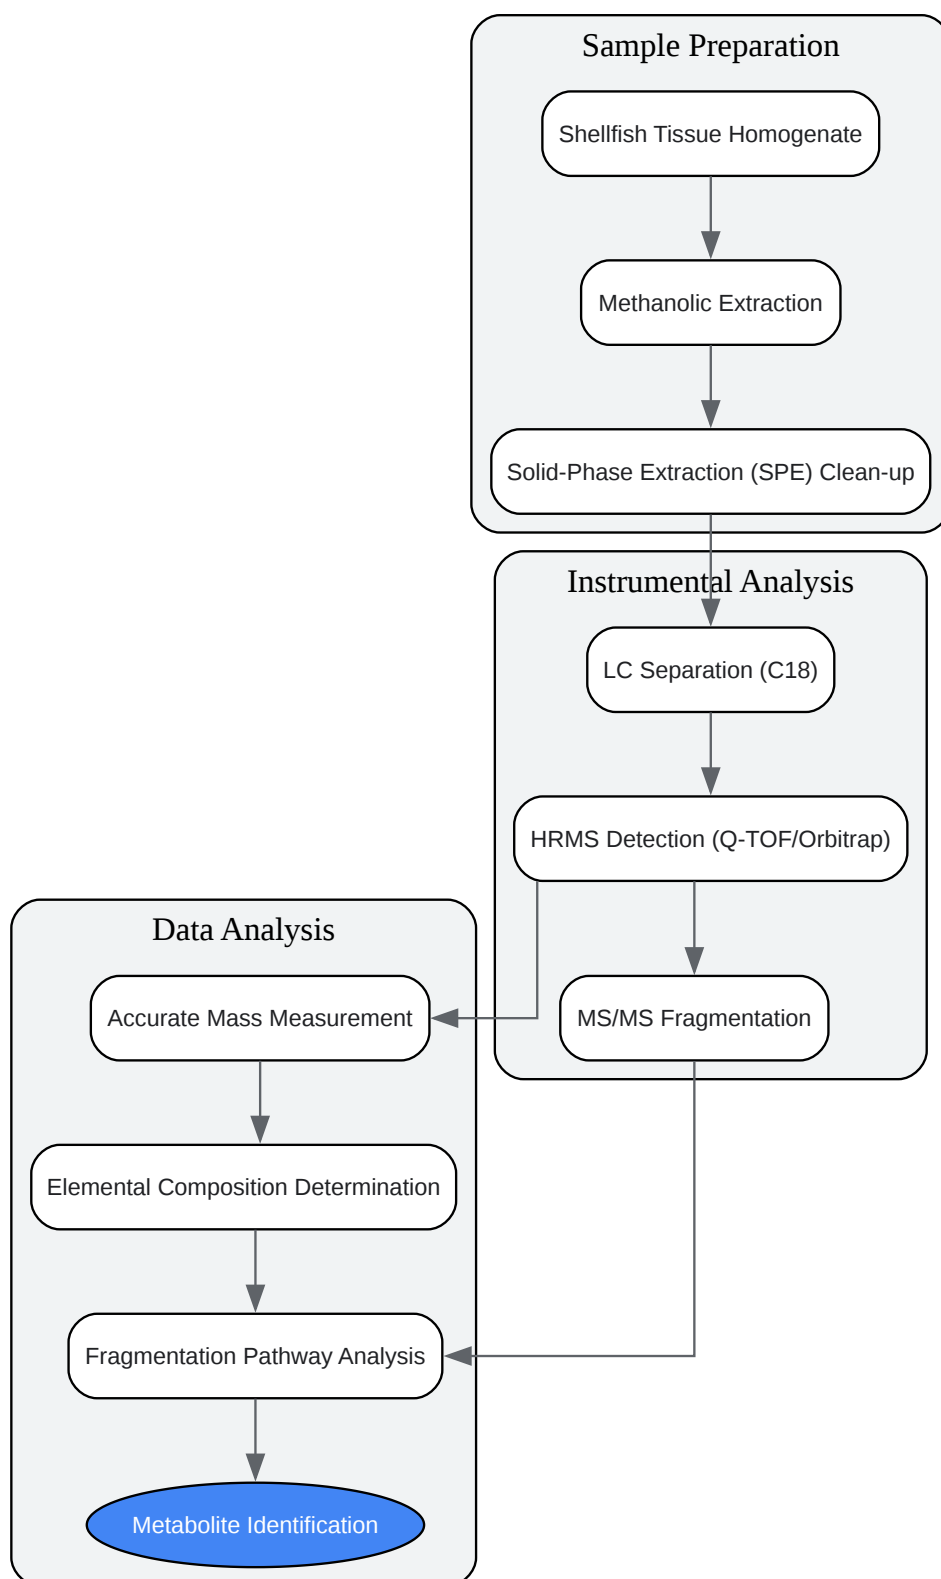 Sample Preparation
Shellfish Tissue Homogenate
Methanolic Extraction
Solid-Phase Extraction (SPE) Clean-up
Instrumental Analysis
LC Separation (C18)
HRMS Detection (Q-TOF/Orbitrap)
MS/MS Fragmentation
Data Analysis
Accurate Mass Measurement
Elemental Composition Determination
Fragmentation Pathway Analysis
Metabolite Identification